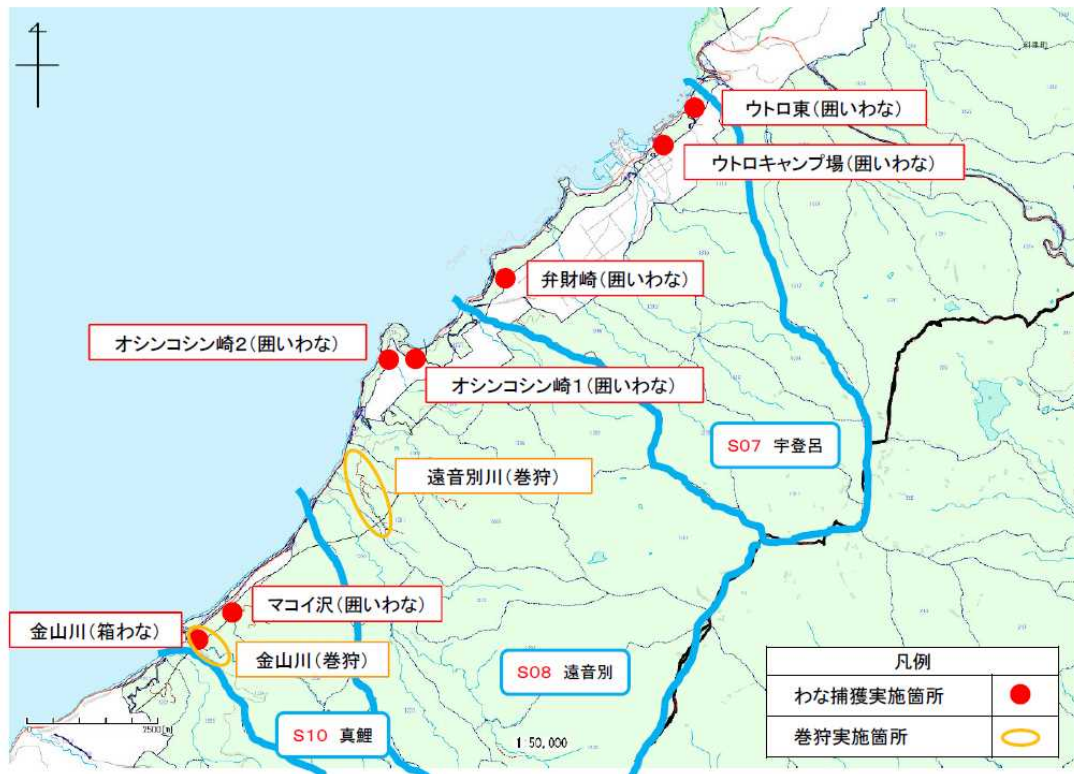 ウトロ東(囲いわな)
ウトロキャンプ場(囲いわな)
弁財崎(囲いわな)
オシンコシン崎2(囲いわな)
オシンコシン崎1(囲いわな)
S07 宇登呂
遠音別川(巻狩)
マコイ沢(囲いわな)
金山川(箱わな)
金山川(巻狩)
S08 遠音別
S10 真鯉
凡例
わな捕獲実施箇所
巻狩実施箇所
0 2500[m]
1:50,000